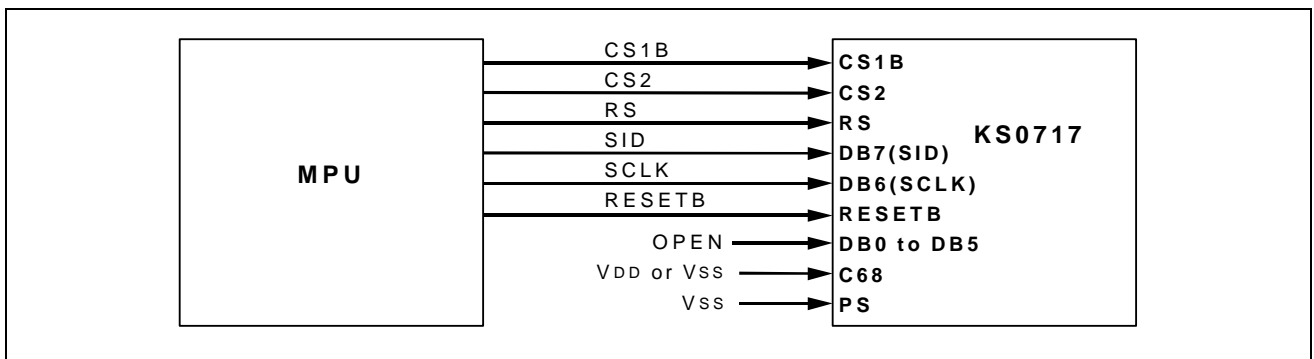 MPU
CS1B
CS2
RS
SID
SCLK
RESETB
OPEN
VDD or VSS
VSS
CS1B
CS2
RS
DB7(SID)
DB6(SCLK)
RESETB
DB0 to DB5
C68
PS
KS0717